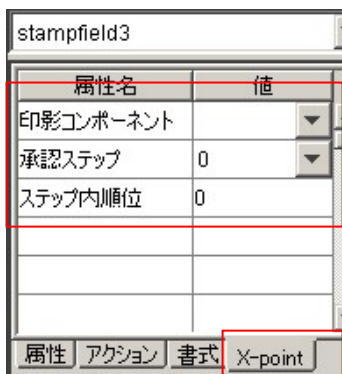 stampfield3
属性名 値
印影コンポーネント
承認ステップ 0
ステップ内順位 0
属性 アクション 書式 X-point